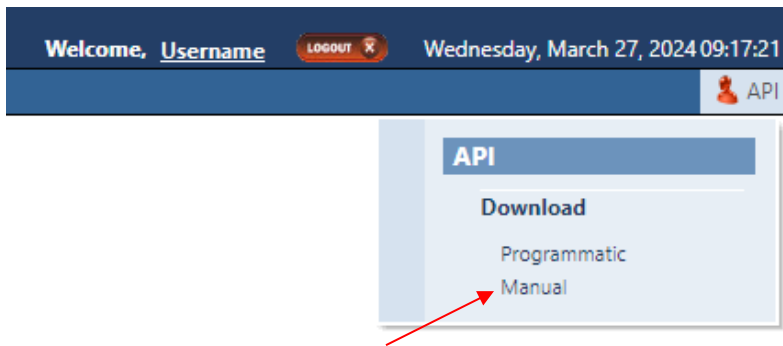 Welcome, Username LOGOUT X Wednesday, March 27, 2024 09:17:21
API
API
Download
Programmatic
Manual